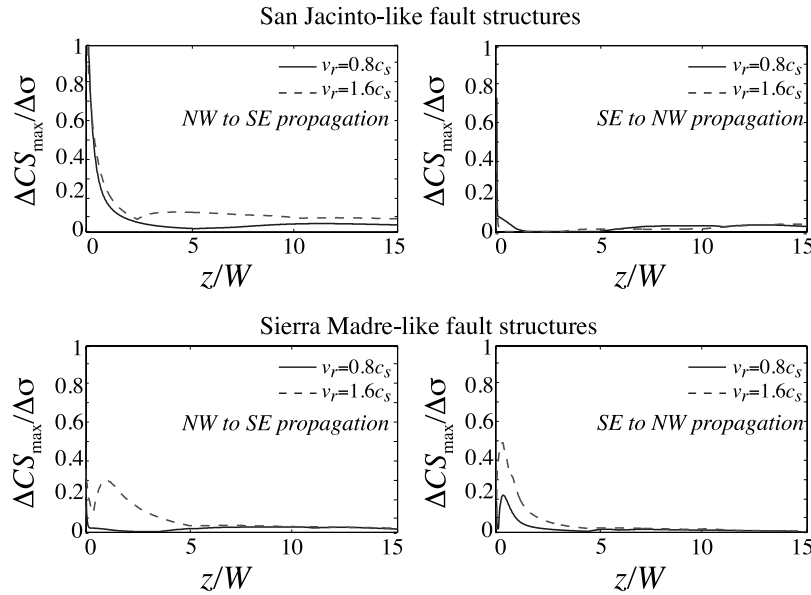 San Jacinto-like fault structures
ΔCS_max/Δσ
1
0.8
0.6
0.4
0.2
0
v_r=0.8c_s
v_r=1.6c_s
NW to SE propagation
0 5 10 15
z/W
ΔCS_max/Δσ
1
0.8
0.6
0.4
0.2
0
v_r=0.8c_s
v_r=1.6c_s
SE to NW propagation
0 5 10 15
z/W
Sierra Madre-like fault structures
ΔCS_max/Δσ
1
0.8
0.6
0.4
0.2
0
v_r=0.8c_s
v_r=1.6c_s
NW to SE propagation
0 5 10 15
z/W
ΔCS_max/Δσ
1
0.8
0.6
0.4
0.2
0
v_r=0.8c_s
v_r=1.6c_s
SE to NW propagation
0 5 10 15
z/W